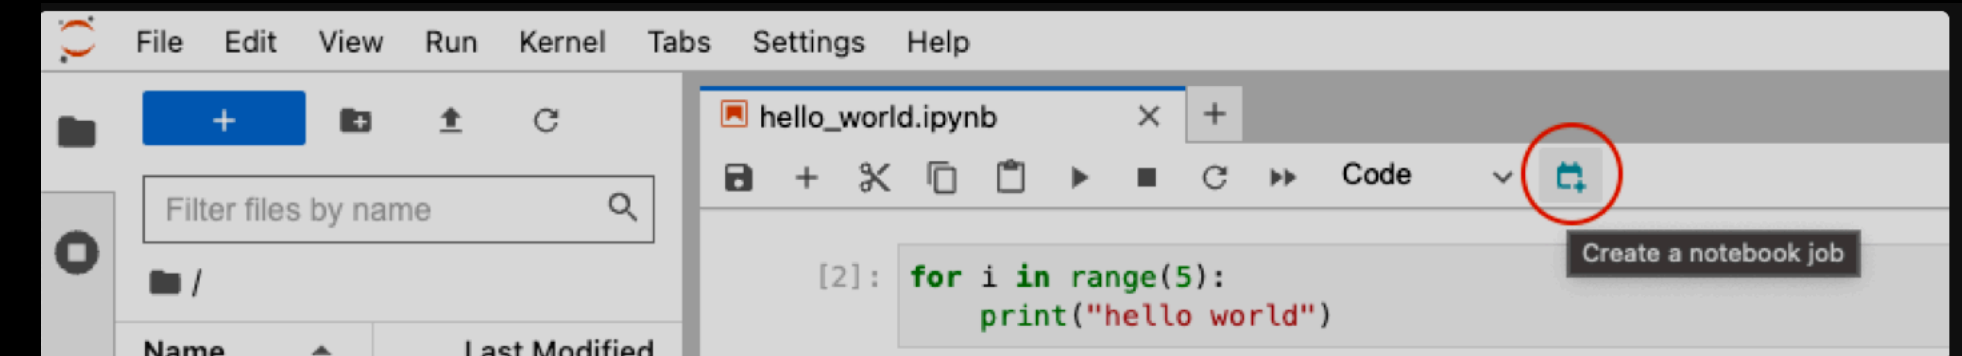 File Edit View Run Kernel Tabs Settings Help
hello_world.ipynb
Code
Filter files by name
Create a notebook job
/
[2]: for i in range(5):
print("hello world")
Name Last Modified